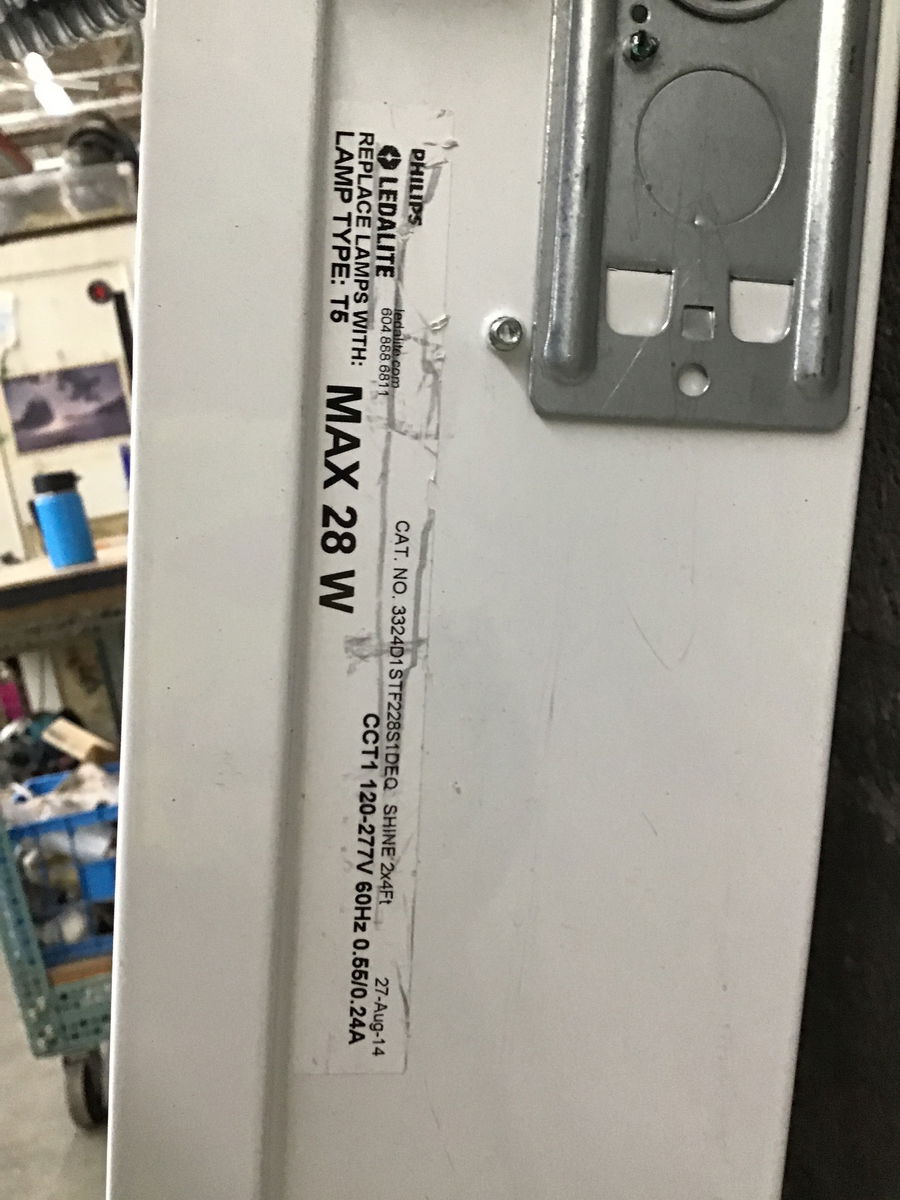 PHILIPS
LEDALITE
ledalite.com
604.888.6811
CAT. NO. 3324D1STF228S1DEQ SHINE 2x4Ft
27-Aug-14
REPLACE LAMPS WITH:
LAMP TYPE: T5
MAX 28 W
CCT1 120-277V 60Hz 0.55/0.24A